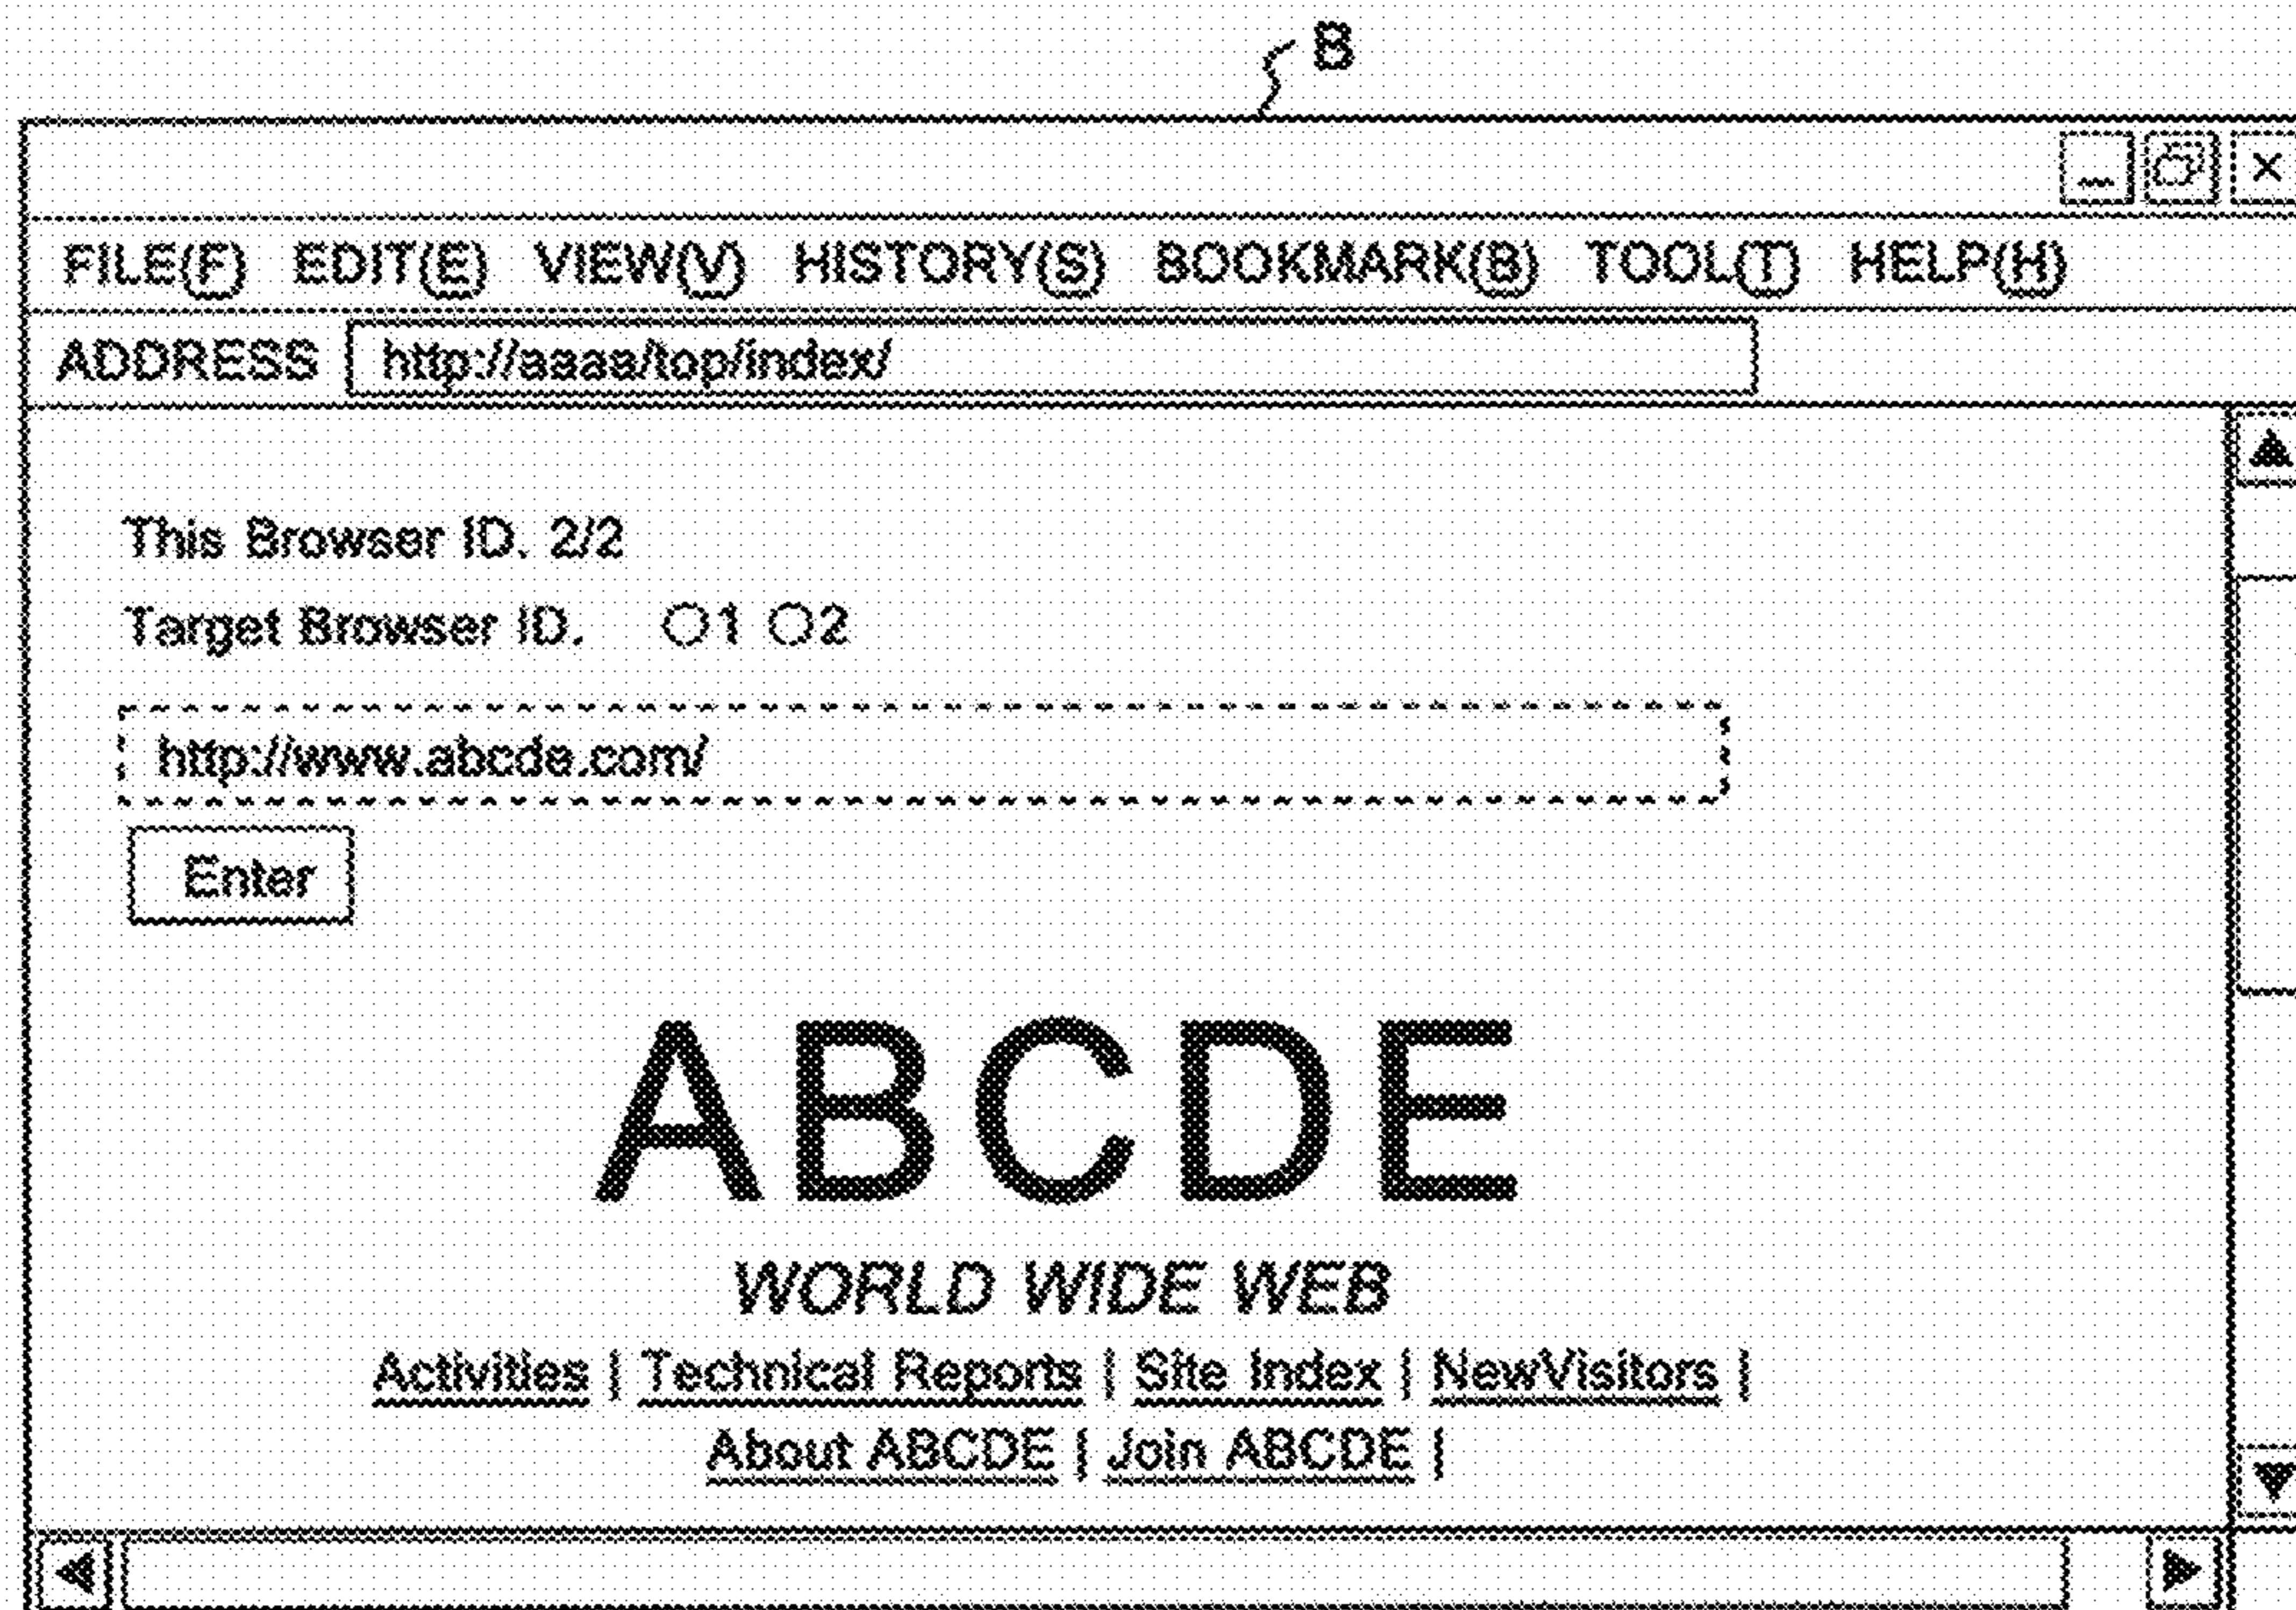 B
FILE(F) EDIT(E) VIEW(V) HISTORY(S) BOOKMARK(B) TOOL(T) HELP(H)
ADDRESS http://aaaa/top/index/
This Browser ID. 2/2
Target Browser ID. ○1 ○2
http://www.abcde.com/
Enter
ABCDE
WORLD WIDE WEB
Activities | Technical Reports | Site Index | NewVisitors |
About ABCDE | Join ABCDE |